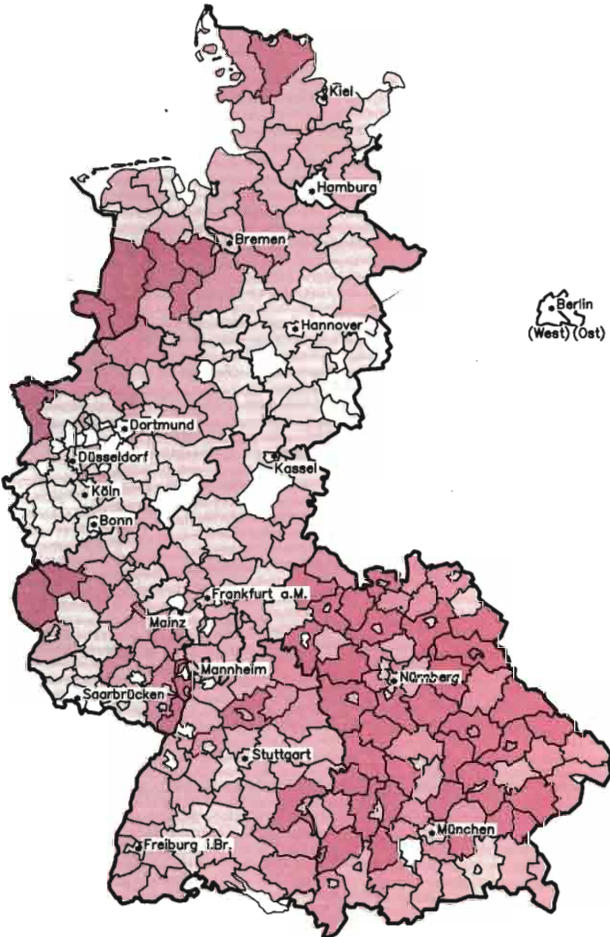 Kiel
Hamburg
Bremen
Berlin
(West) (Ost)
Hannover
Dortmund
Düsseldorf
Kassel
Köln
Bonn
Frankfurt a.M.
Mainz
Mannheim
Nürnberg
Saarbrücken
Stuttgart
München
Freiburg i.Br.